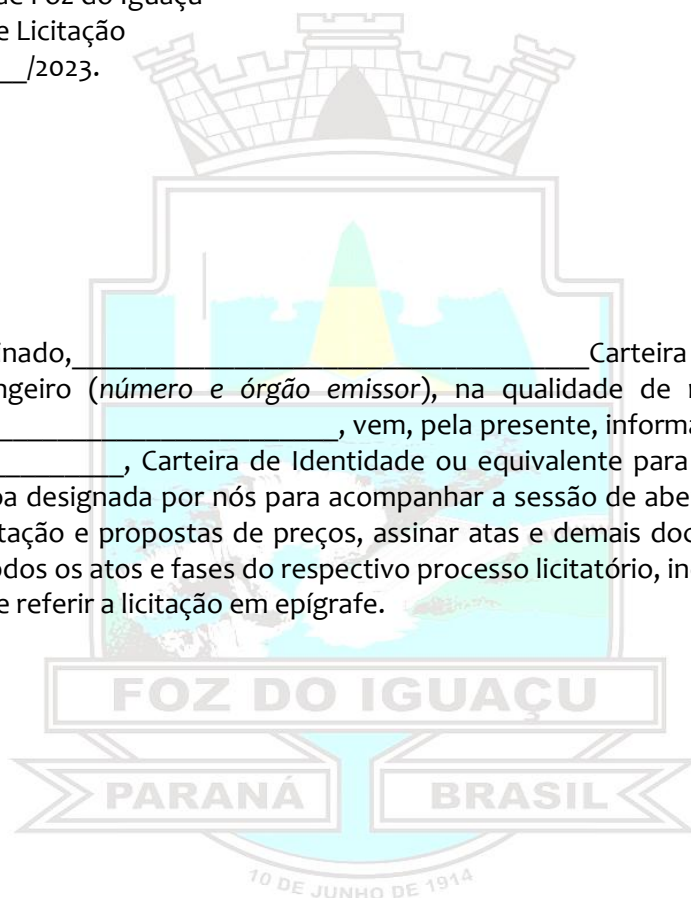 de Foz do Iguaçu
e Licitação
__/2023.
inado,____________________________________Carteira
ngeiro (número e órgão emissor), na qualidade de
________________________, vem, pela presente, informa
_________, Carteira de Identidade ou equivalente para
pa designada por nós para acompanhar a sessão de abe
tação e propostas de preços, assinar atas e demais doc
odos os atos e fases do respectivo processo licitatório, in
e referir a licitação em epígrafe.
FOZ DO IGUAÇU
PARANÁ BRASIL
10 DE JUNHO DE 1914